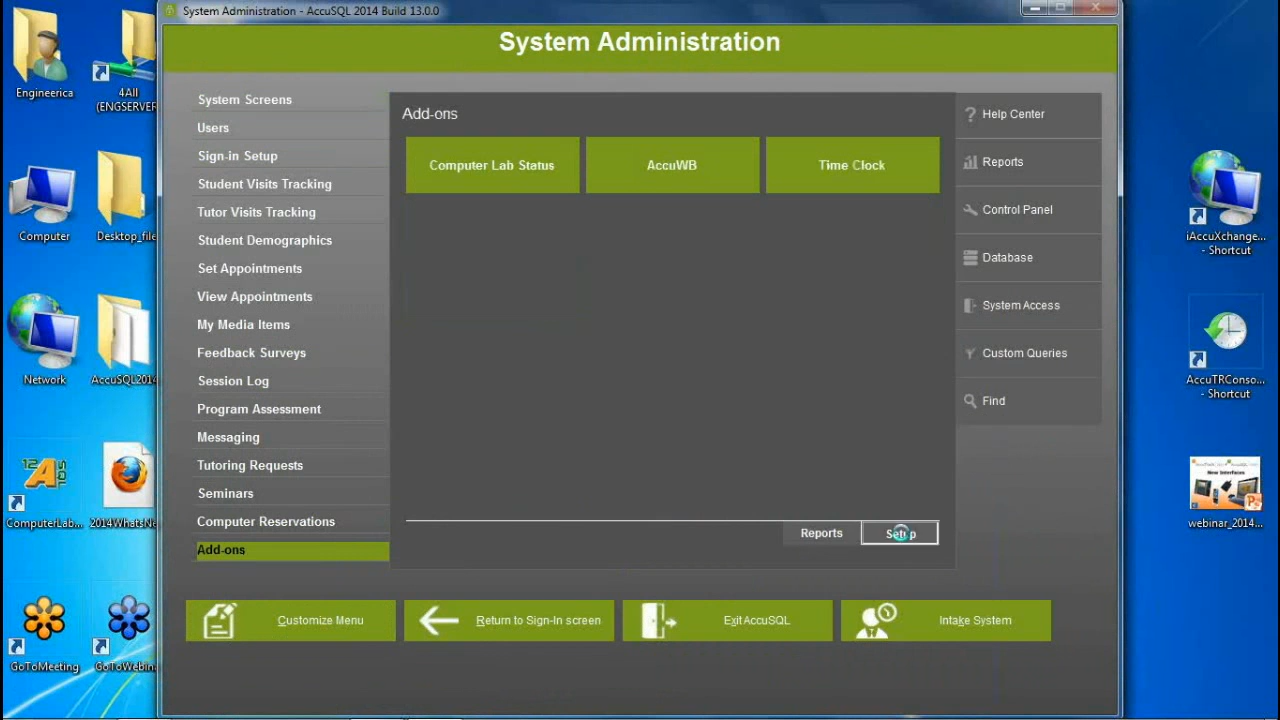 System Administration - AccuSQL 2014 Build 13.0.0
System Administration
System Screens
Users
Sign-in Setup
Student Visits Tracking
Tutor Visits Tracking
Student Demographics
Set Appointments
View Appointments
My Media Items
Feedback Surveys
Session Log
Program Assessment
Messaging
Tutoring Requests
Seminars
Computer Reservations
Add-ons
Add-ons
Computer Lab Status
AccuWB
Time Clock
Reports
Setup
Help Center
Reports
Control Panel
Database
System Access
Custom Queries
Find
Customize Menu
Return to Sign-In screen
Exit AccuSQL
Intake System
Engineerica
4All
(ENGSERVER
Computer
Desktop_file
Network
AccuSQL2014
ComputerLab...
2014WhatsNe
GoToMeeting
GoToWebin
iAccuXchange...
- Shortcut
AccuTRConso...
- Shortcut
New Interfaces
webinar_2014...